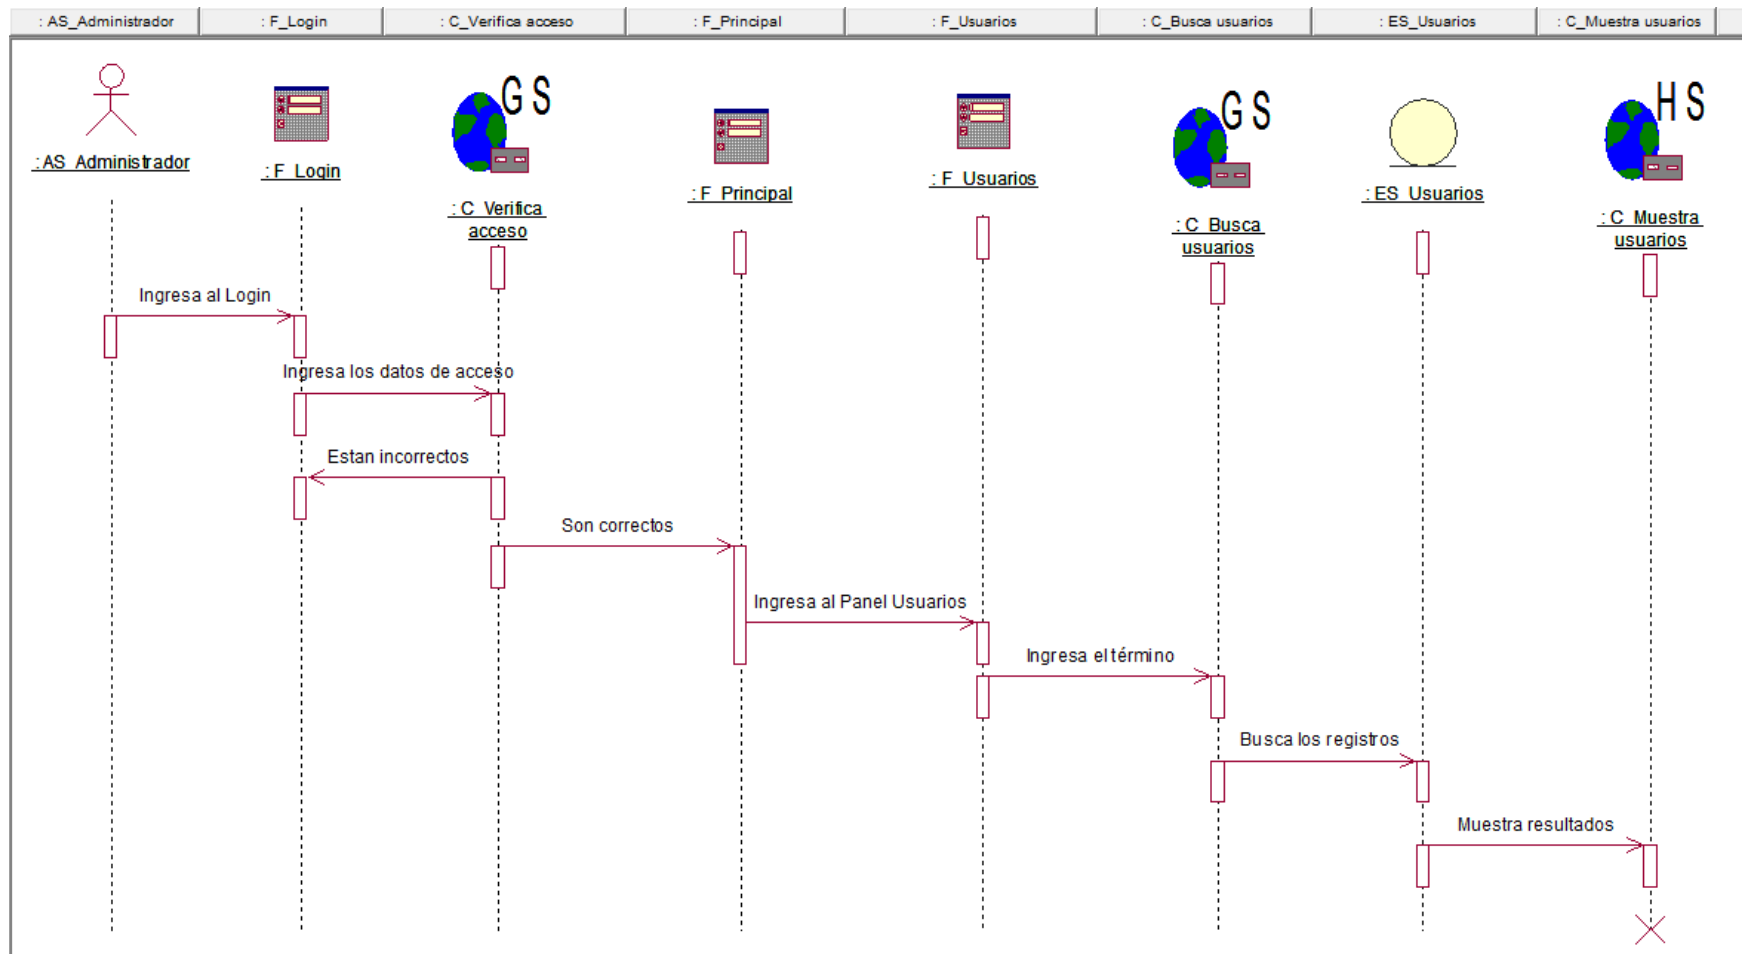 : AS_Administrador
: F_Login
: C_Verifica acceso
: F_Principal
: F_Usuarios
: C_Busca usuarios
: ES_Usuarios
: C_Muestra usuarios
G S
G S
H S
: AS_Administrador
: F_Login
: C_Verifica
acceso
: F_Principal
: F_Usuarios
: C_Busca
usuarios
: ES_Usuarios
: C_Muestra
usuarios
Ingresa al Login
Ingresa los datos de acceso
Estan incorrectos
Son correctos
Ingresa al Panel Usuarios
Ingresa el término
Busca los registros
Muestra resultados